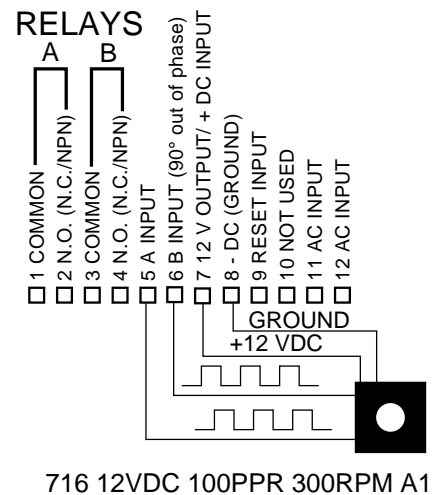 RELAYS
A B
1 COMMON
2 N.O. (N.C./NPN)
3 COMMON
4 N.O. (N.C./NPN)
5 A INPUT
6 B INPUT (90° out of phase)
7 12 V OUTPUT/ + DC INPUT
8 - DC (GROUND)
9 RESET INPUT
10 NOT USED
11 AC INPUT
12 AC INPUT
GROUND
+12 VDC
716 12VDC 100PPR 300RPM A1